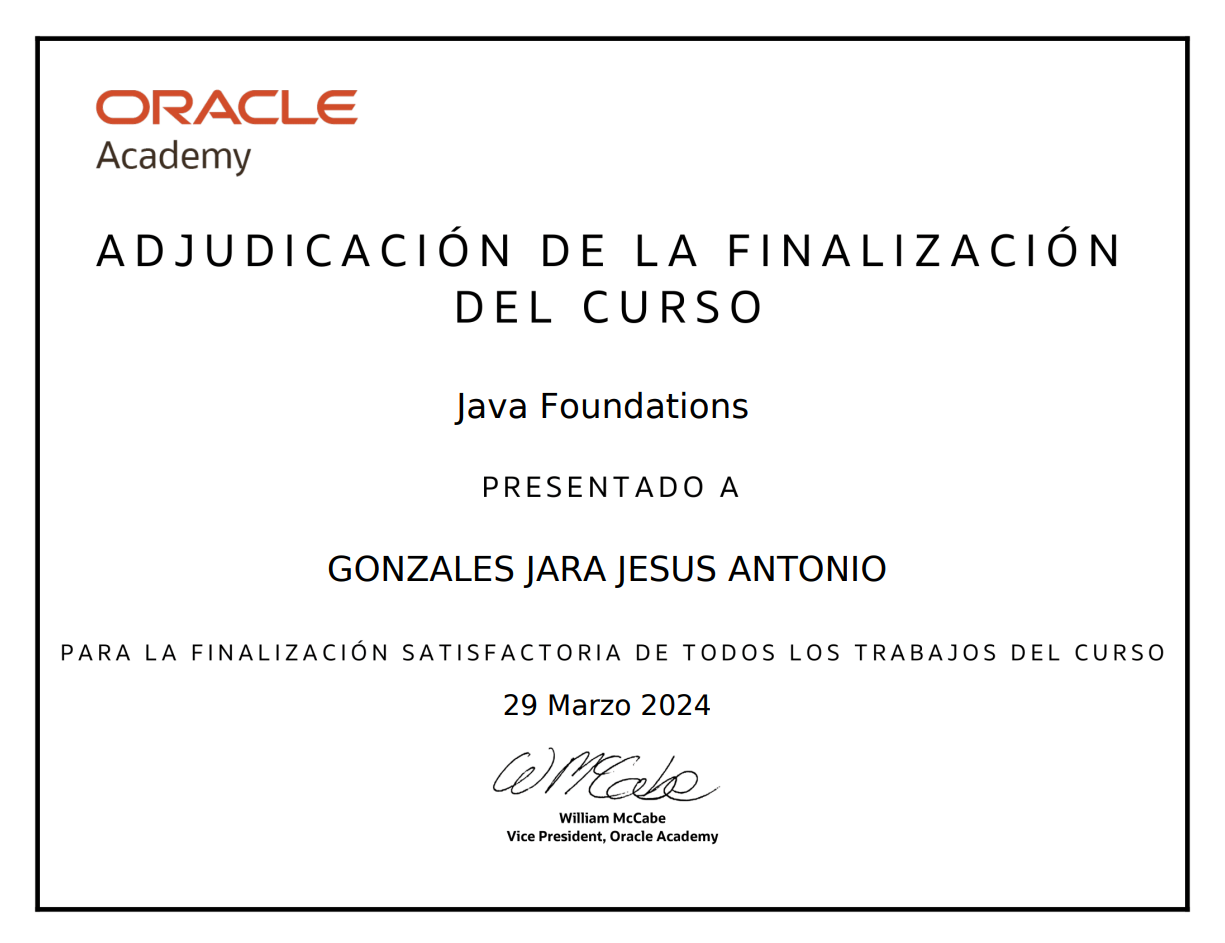 ORACLE
Academy
ADJUDICACIÓN DE LA FINALIZACIÓN
DEL CURSO
Java Foundations
PRESENTADO A
GONZALES JARA JESUS ANTONIO
PARA LA FINALIZACIÓN SATISFACTORIA DE TODOS LOS TRABAJOS DEL CURSO
29 Marzo 2024
WMcCabe
William McCabe
Vice President, Oracle Academy